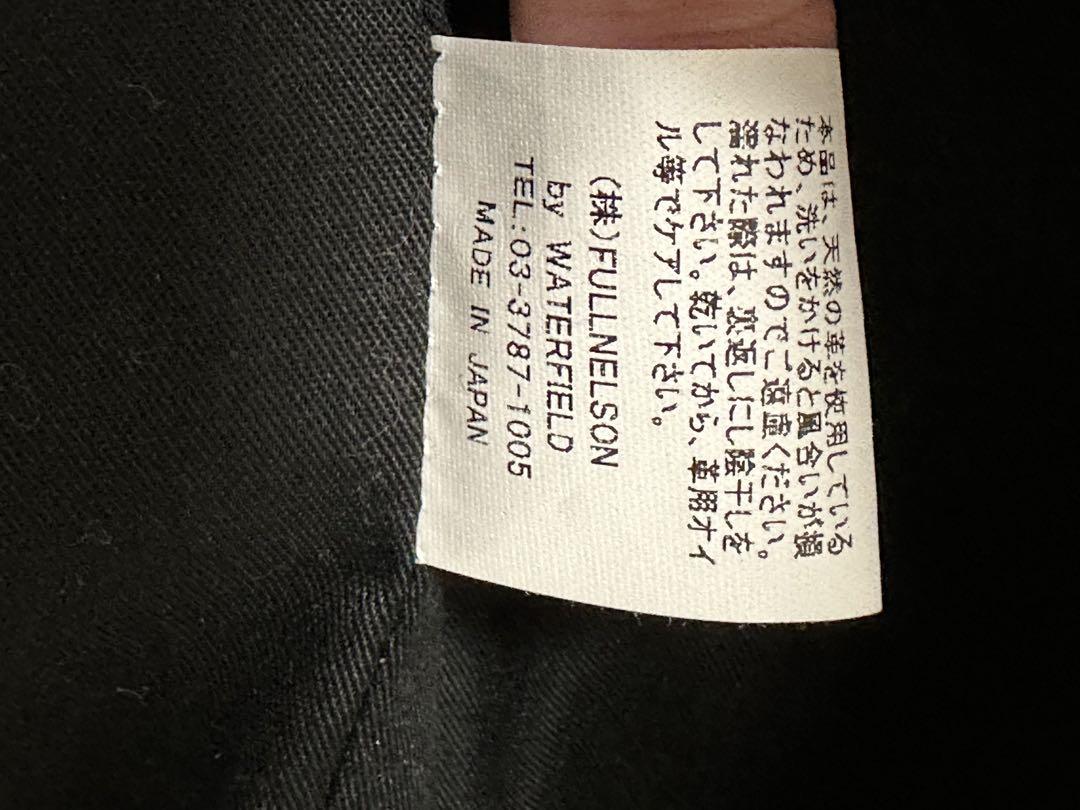 本品は、天然の革を使用している
ため、洗いをかけると風合いが損
なわれますのでご遠慮ください。
濡れた際は、裏返しにし陰干しを
して下さい。乾いてから、革用オイ
ル等でケアして下さい。
(株)FULLNELSON
by WATERFIELD
TEL:03-3787-1005
MADE IN JAPAN